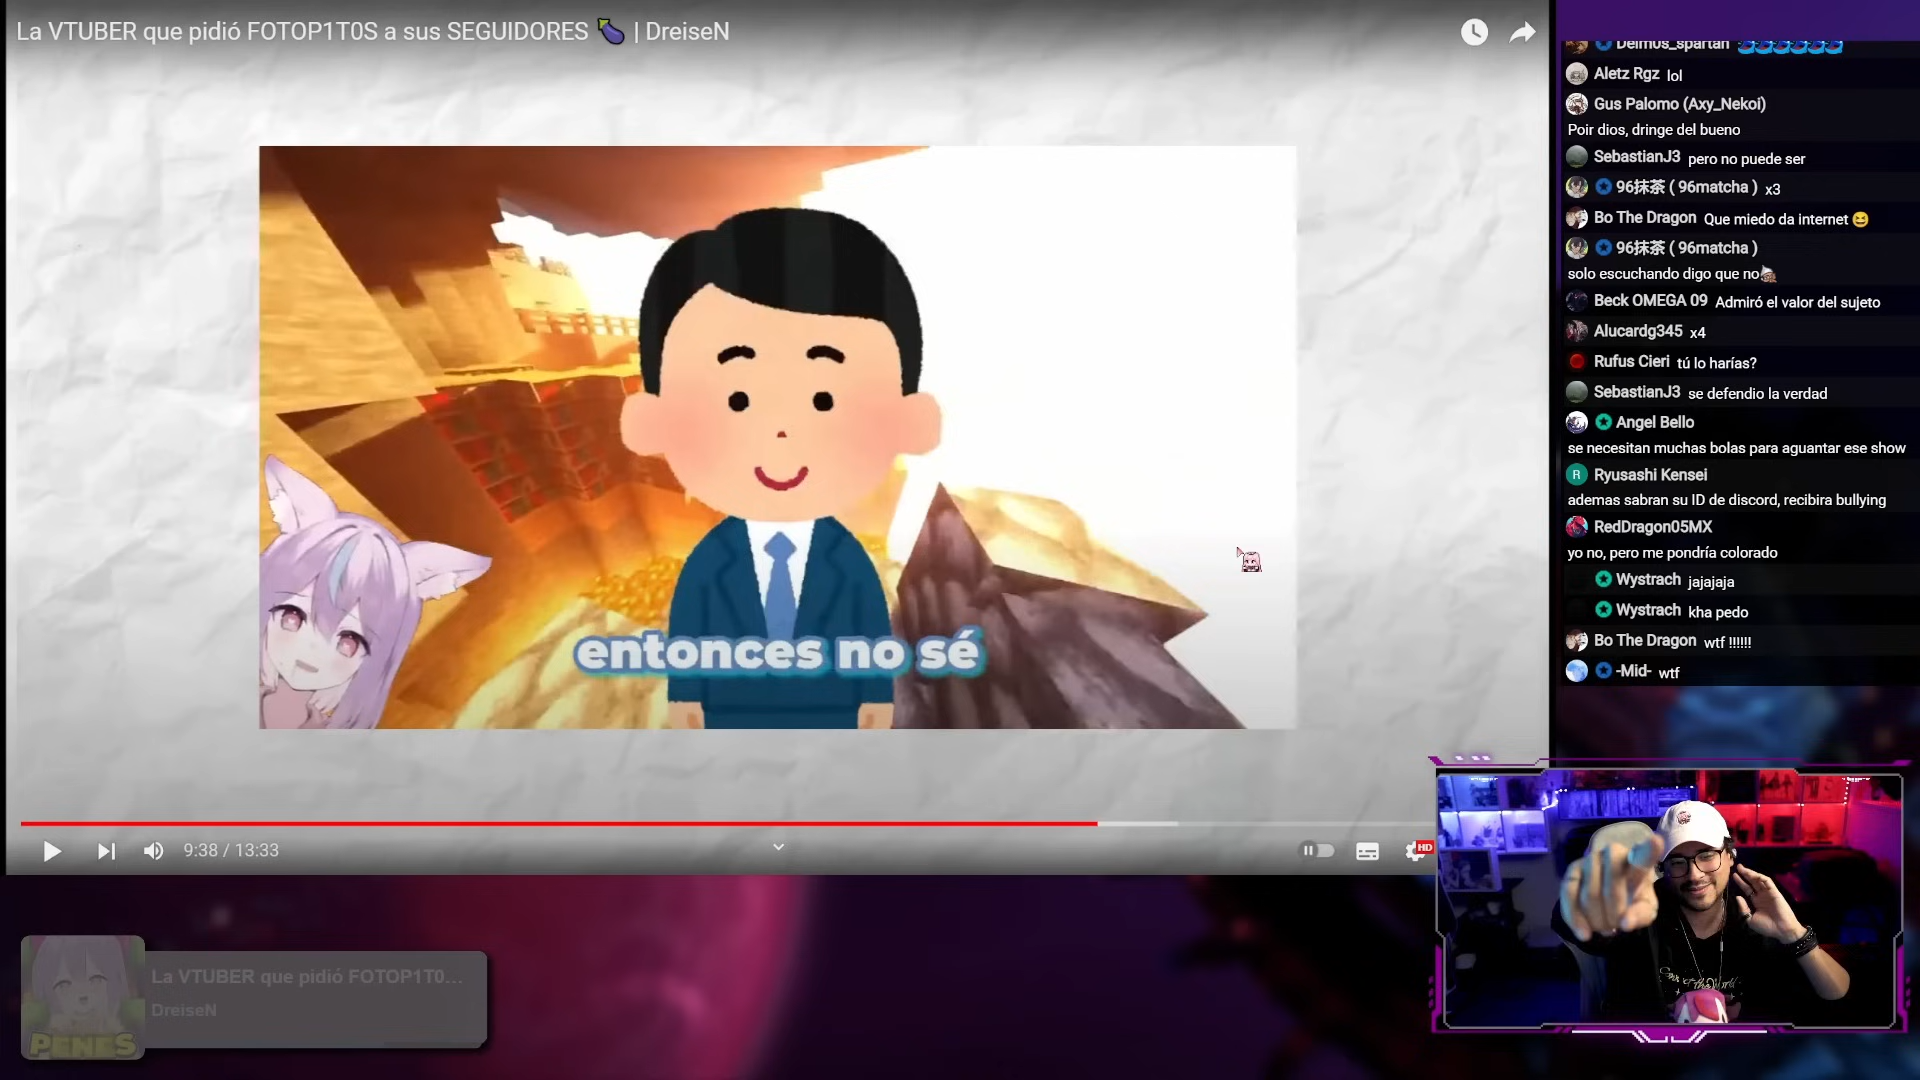 La VTUBER que pidió FOTOP1T0S a sus SEGUIDORES 🍆 | DreiseN
entonces no sé
9:38 / 13:33
HD
La VTUBER que pidió FOTOP1T0...
DreiseN
PENES
Deimos_spartan
Aletz Rgz lol
Gus Palomo (Axy_Nekoi)
Poir dios, dringe del bueno
SebastianJ3 pero no puede ser
96抹茶 ( 96matcha ) x3
Bo The Dragon Que miedo da internet 😆
96抹茶 ( 96matcha )
solo escuchando digo que no
Beck OMEGA 09 Admiró el valor del sujeto
Alucardg345 x4
Rufus Cieri tú lo harías?
SebastianJ3 se defendio la verdad
Angel Bello
se necesitan muchas bolas para aguantar ese show
R Ryusashi Kensei
ademas sabran su ID de discord, recibira bullying
RedDragon05MX
yo no, pero me pondría colorado
Wystrach jajajaja
Wystrach kha pedo
Bo The Dragon wtf !!!!!!
-Mid- wtf